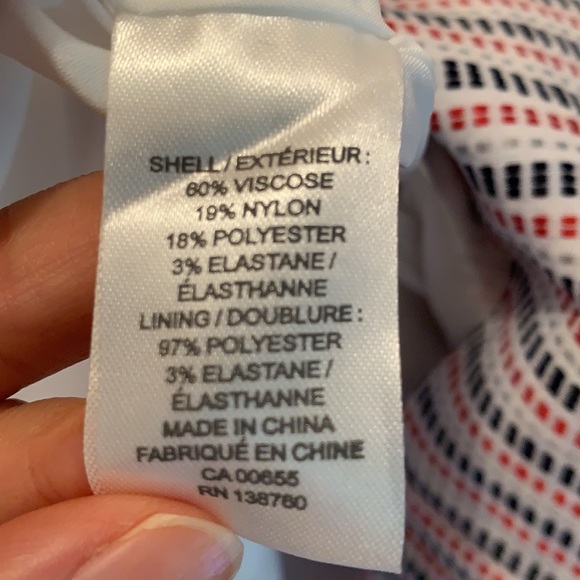 SHELL / EXTÉRIEUR :
60% VISCOSE
19% NYLON
18% POLYESTER
3% ELASTANE /
ÉLASTHANNE
LINING / DOUBLURE :
97% POLYESTER
3% ELASTANE /
ÉLASTHANNE
MADE IN CHINA
FABRIQUÉ EN CHINE
CA 00655
RN 138760